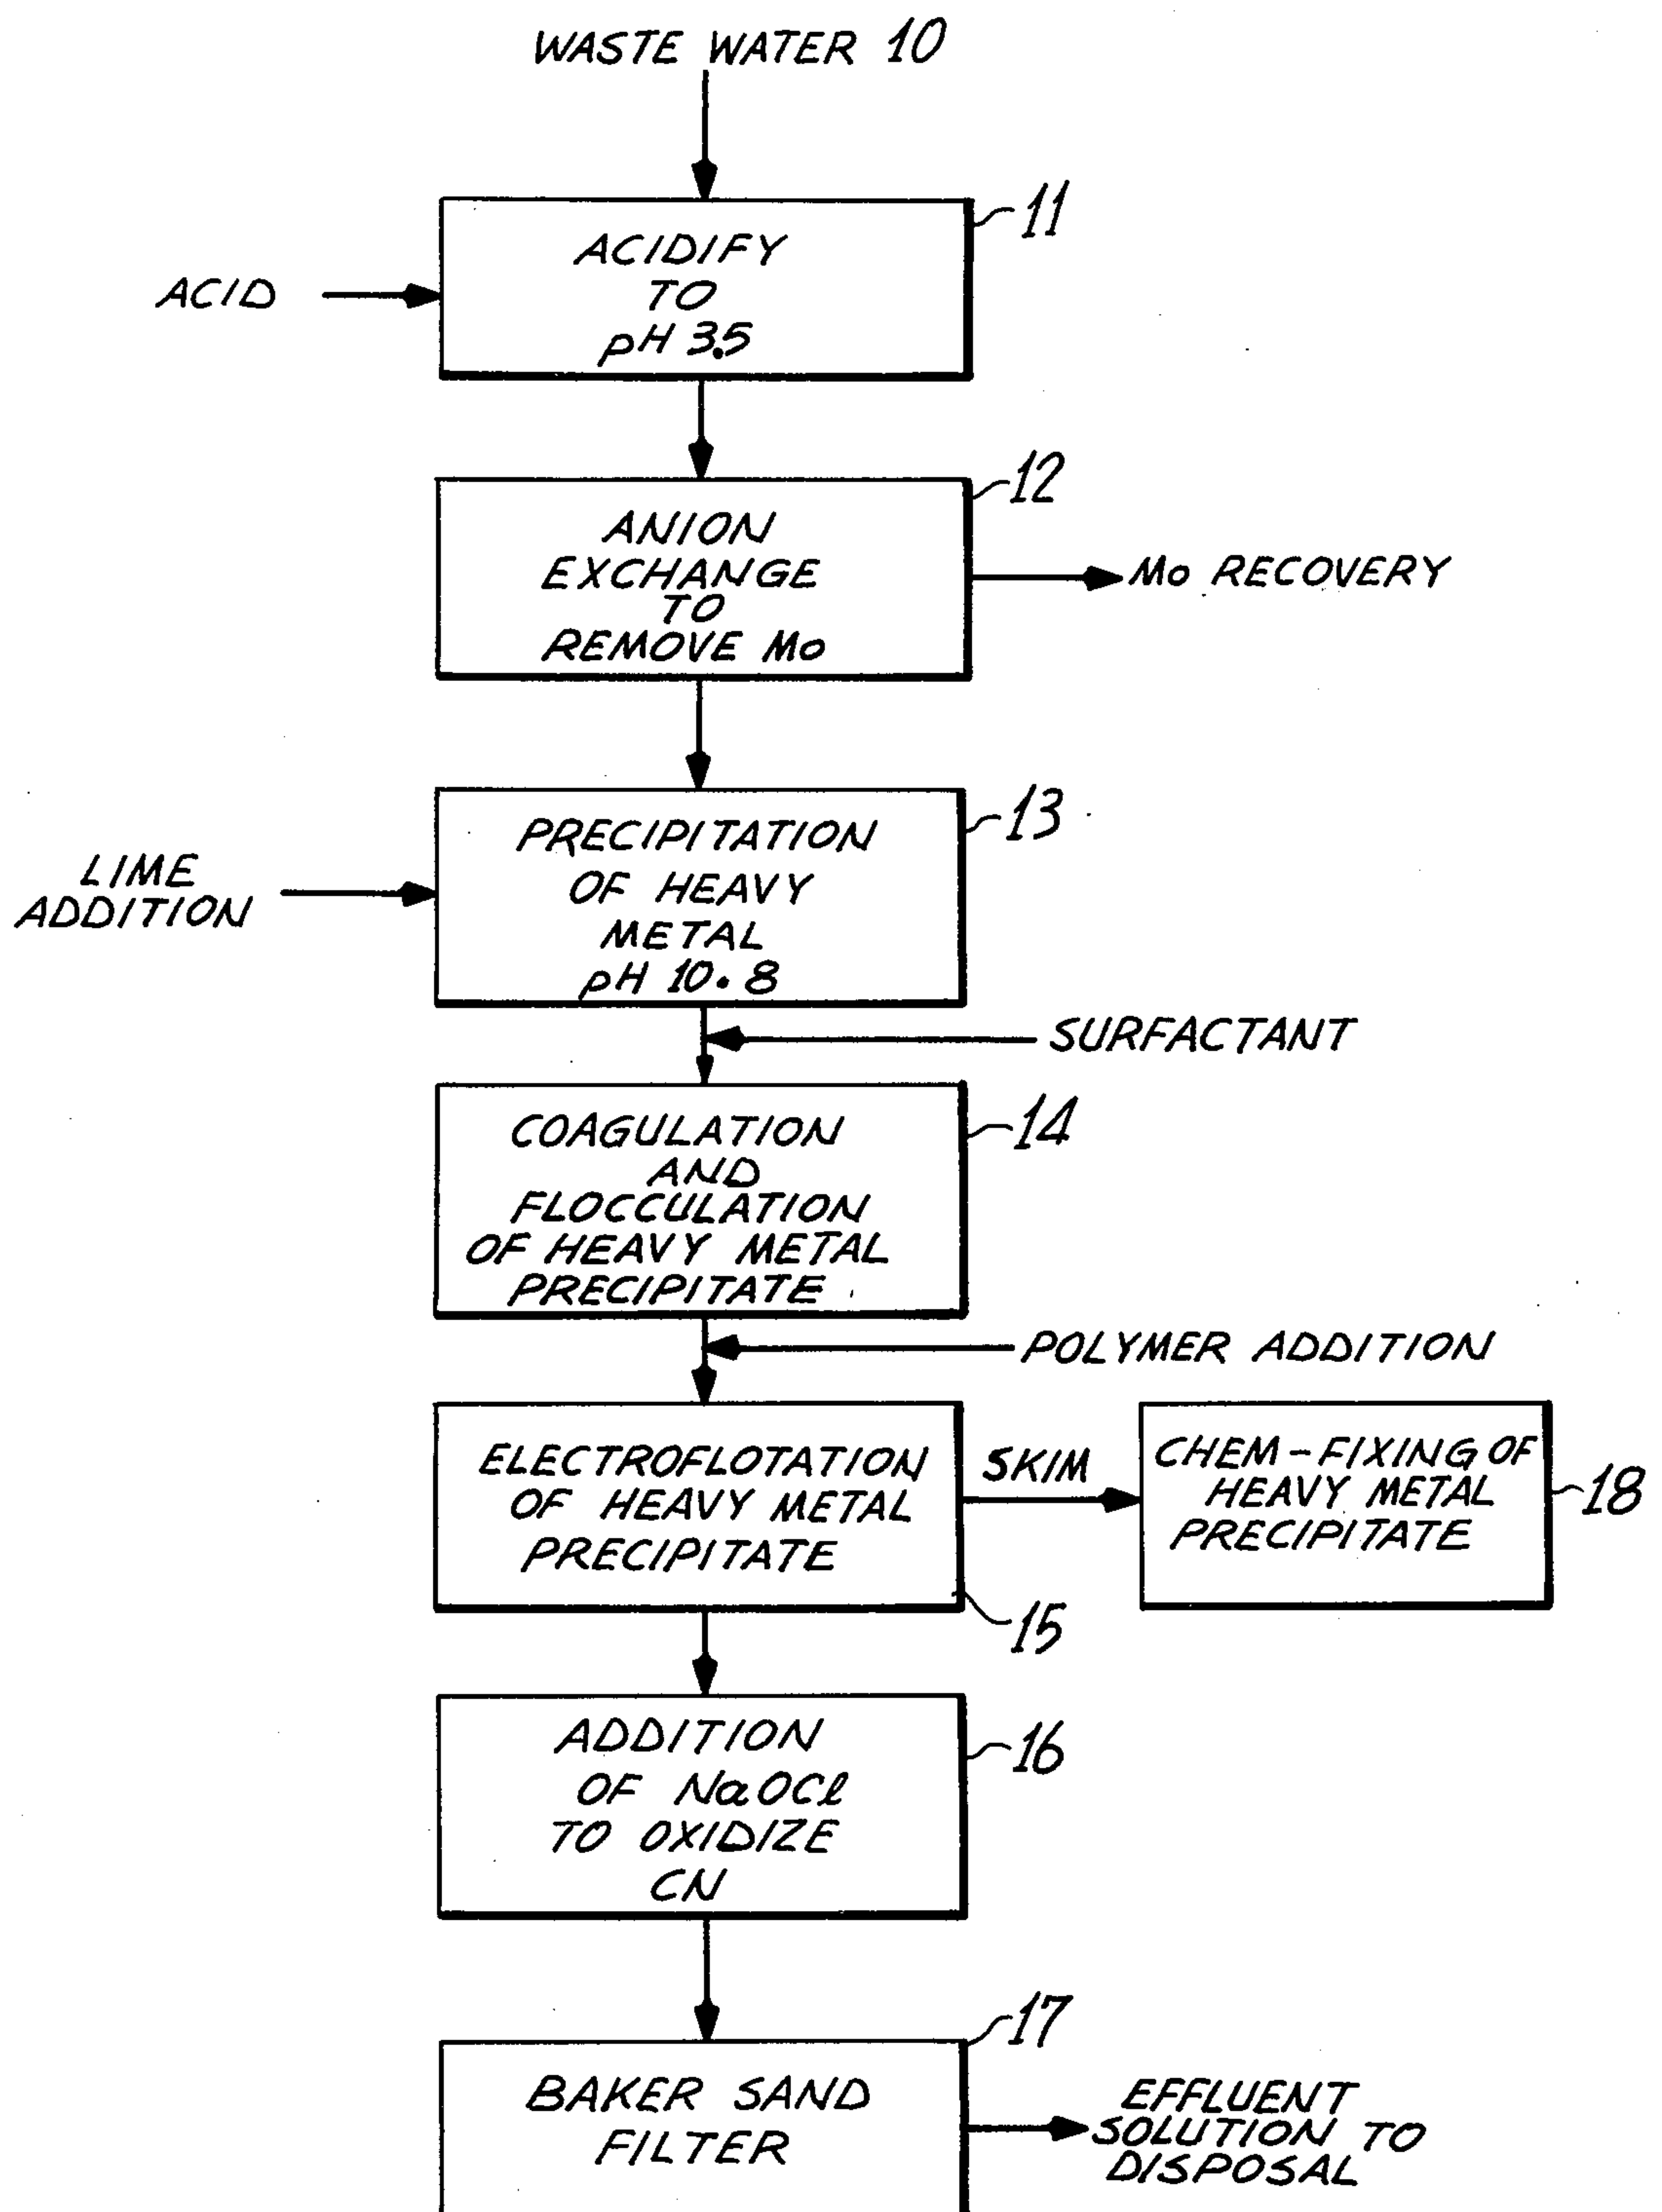 WASTE WATER 10
11
ACIDIFY
TO
pH 3.5
ACID
12
ANION
EXCHANGE
TO
REMOVE Mo
Mo RECOVERY
13
PRECIPITATION
OF HEAVY
METAL
pH 10.8
LIME
ADDITION
SURFACTANT
14
COAGULATION
AND
FLOCCULATION
OF HEAVY METAL
PRECIPITATE
POLYMER ADDITION
ELECTROFLOTATION
OF HEAVY METAL
PRECIPITATE
15
SKIM
CHEM-FIXING OF
HEAVY METAL
PRECIPITATE
18
16
ADDITION
OF NaOCl
TO OXIDIZE
CN
17
BAKER SAND
FILTER
EFFLUENT
SOLUTION TO
DISPOSAL